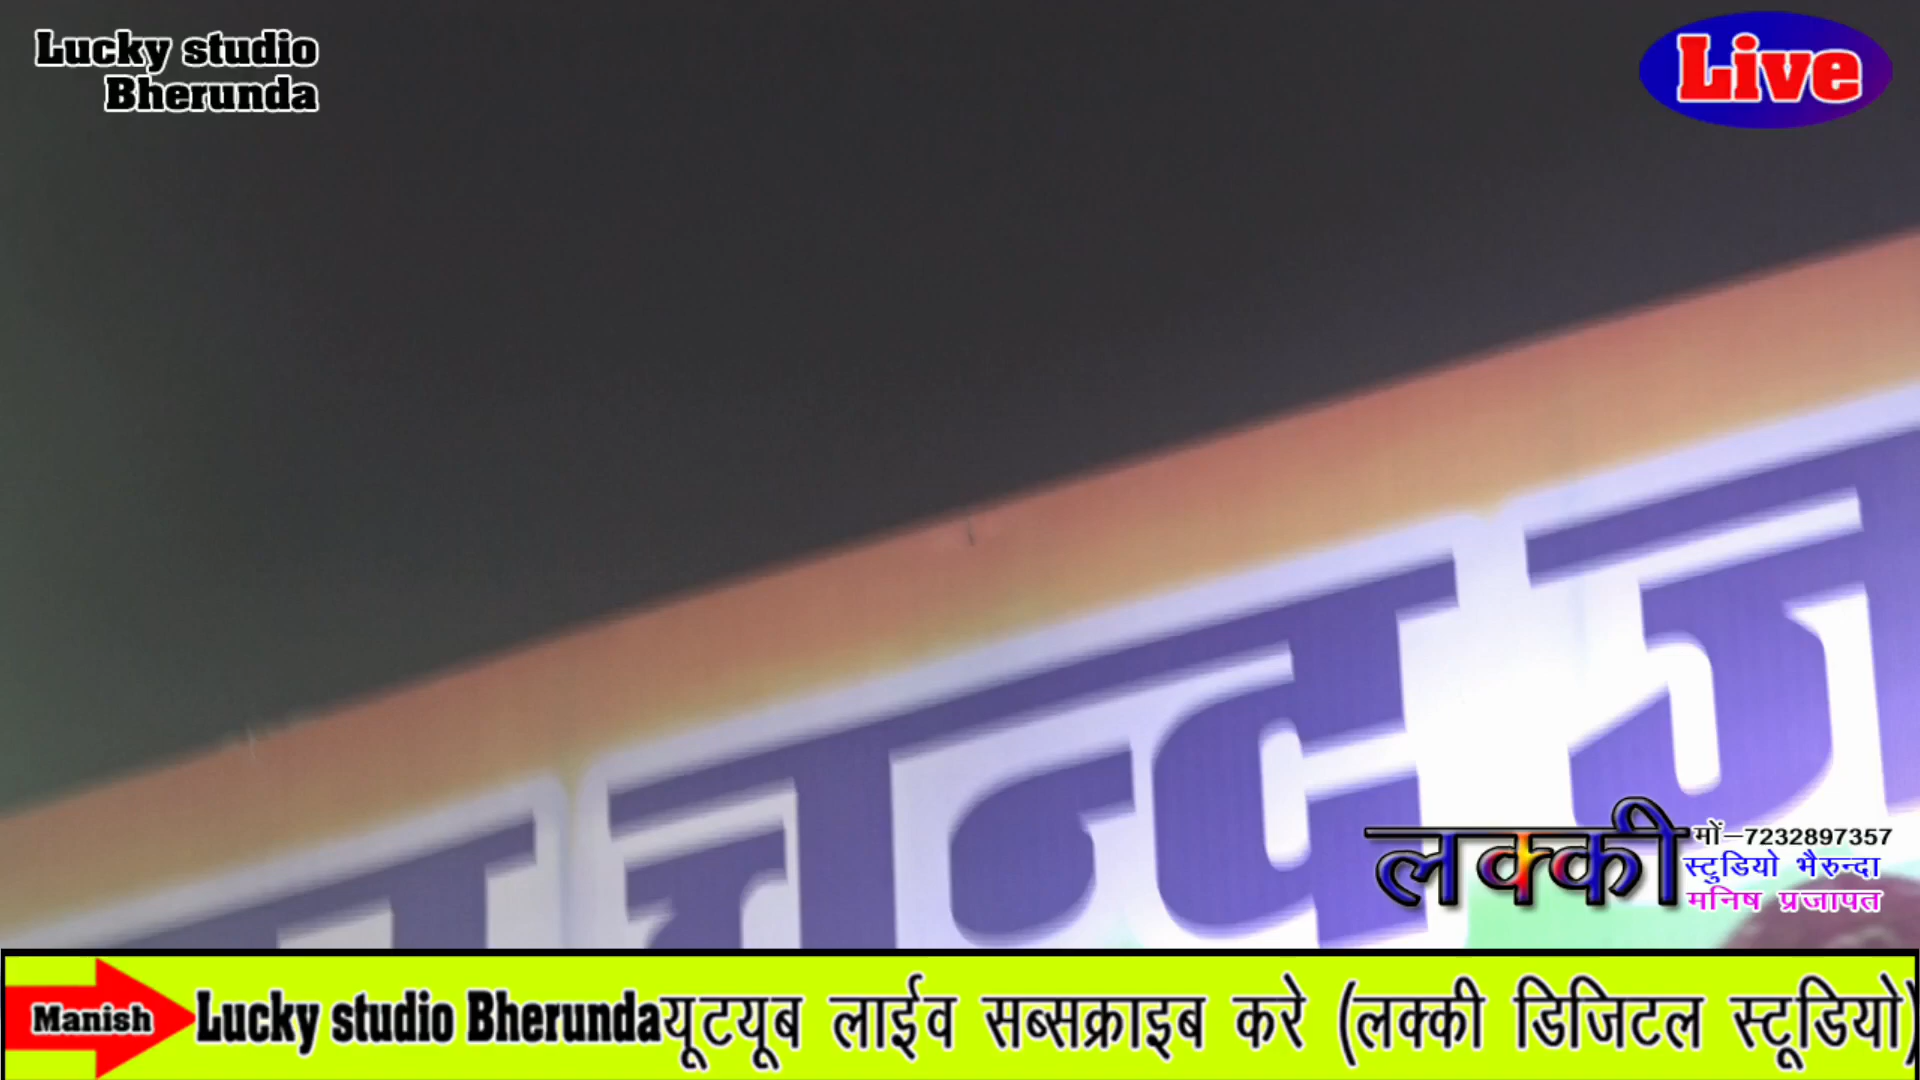 Lucky studio
Bherunda
Live
लक्की
मों-7232897357
स्टुडियो भैरुन्दा
मनिष प्रजापत
Manish
Lucky studio Bherundaयूटयूब लाईव सब्सक्राइब करे (लक्की डिजिटल स्टूडियो)